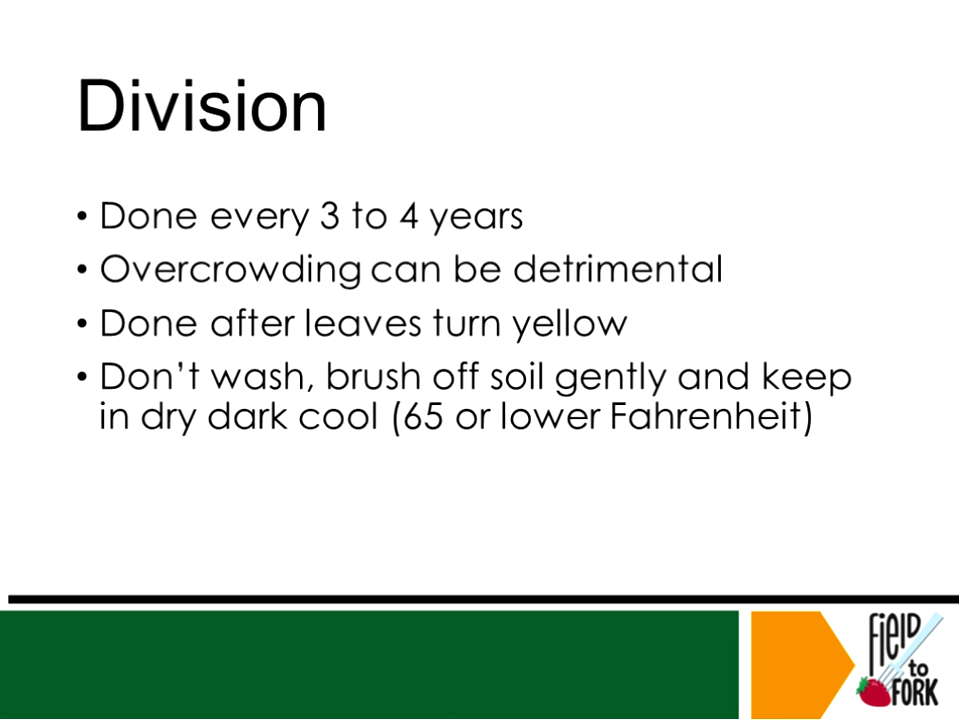 Division
• Done every 3 to 4 years
• Overcrowding can be detrimental
• Done after leaves turn yellow
• Don’t wash, brush off soil gently and keep
in dry dark cool (65 or lower Fahrenheit)
FIELD
to
FORK